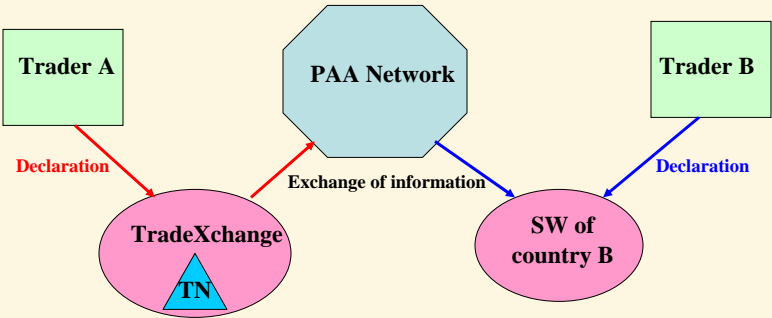 Trader A
PAA Network
Trader B
Declaration
Exchange of information
Declaration
TradeXchange
TN
SW of
country B